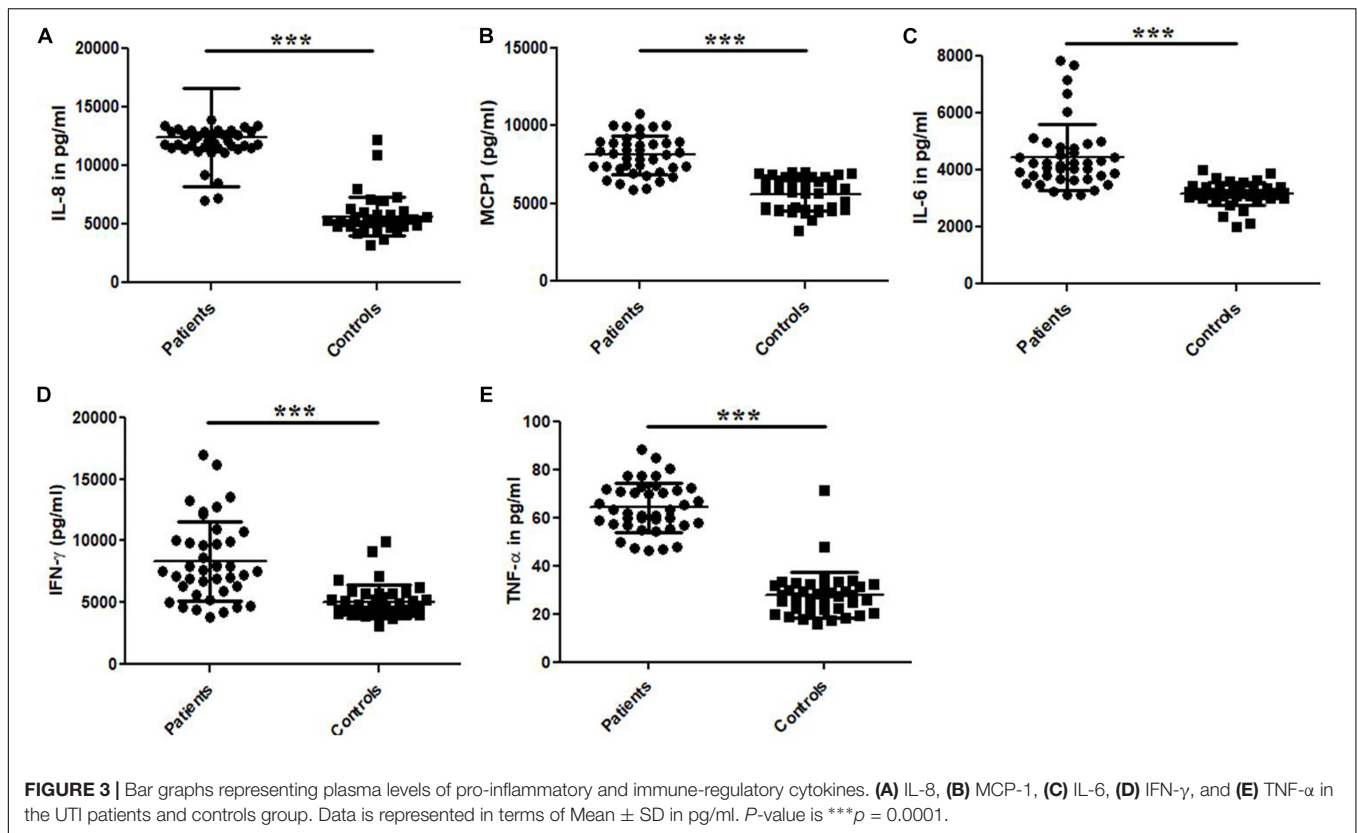 A
B
C
20000
15000
10000
5000
0
IL-8 in pg/ml
***
Patients
Controls
15000
10000
5000
0
MCP1 (pg/ml)
***
Patients
Controls
8000
6000
4000
2000
0
IL-6 in pg/ml
***
Patients
Controls
D
E
20000
15000
10000
5000
0
IFN-γ (pg/ml)
***
Patients
Controls
100
80
60
40
20
0
TNF-α in pg/ml
***
Patients
Controls
FIGURE 3 | Bar graphs representing plasma levels of pro-inflammatory and immune-regulatory cytokines. (A) IL-8, (B) MCP-1, (C) IL-6, (D) IFN-γ, and (E) TNF-α in
the UTI patients and controls group. Data is represented in terms of Mean ± SD in pg/ml. P-value is ***p = 0.0001.